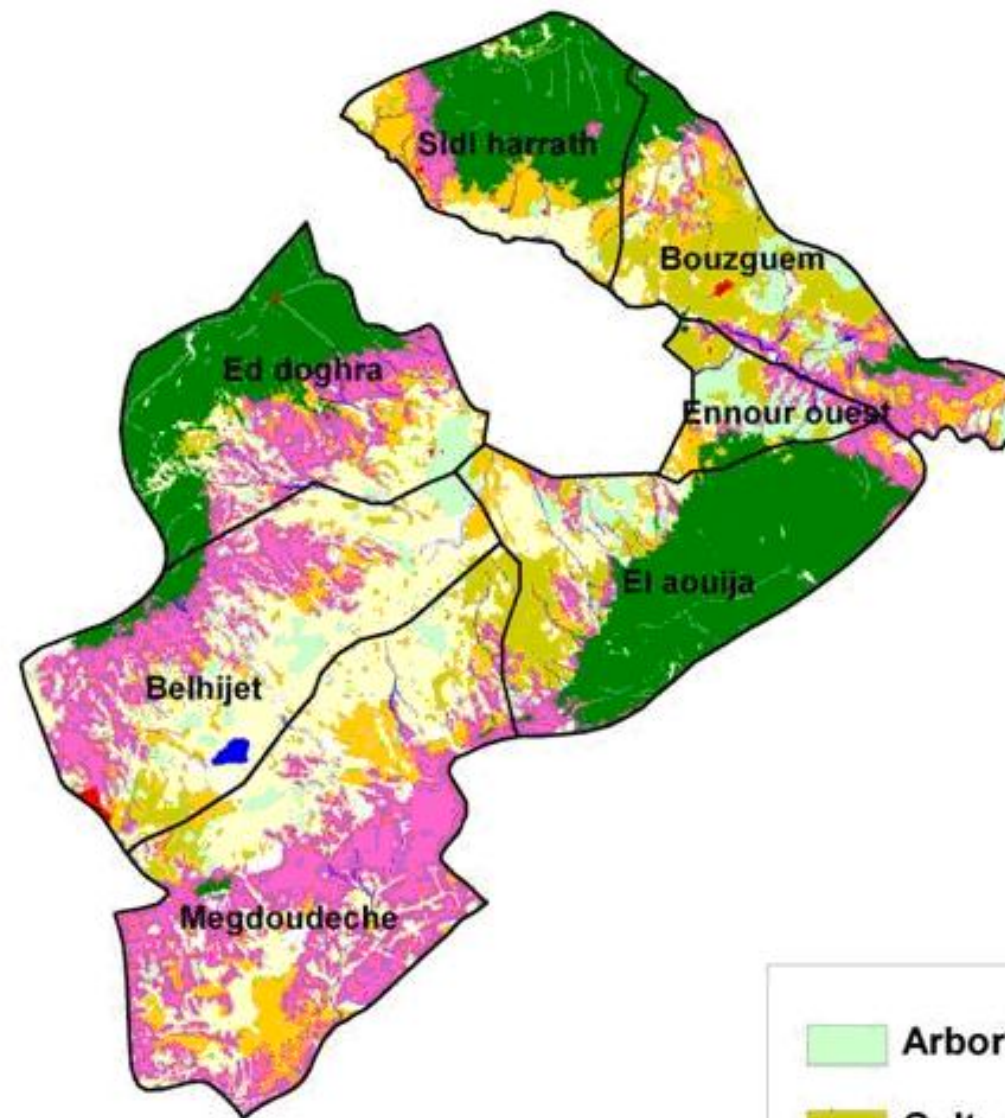 Sidi harrath
Bouzguem
Ed doghra
Ennour ouest
El aouija
Belhijet
Megdoudeche
Arbor